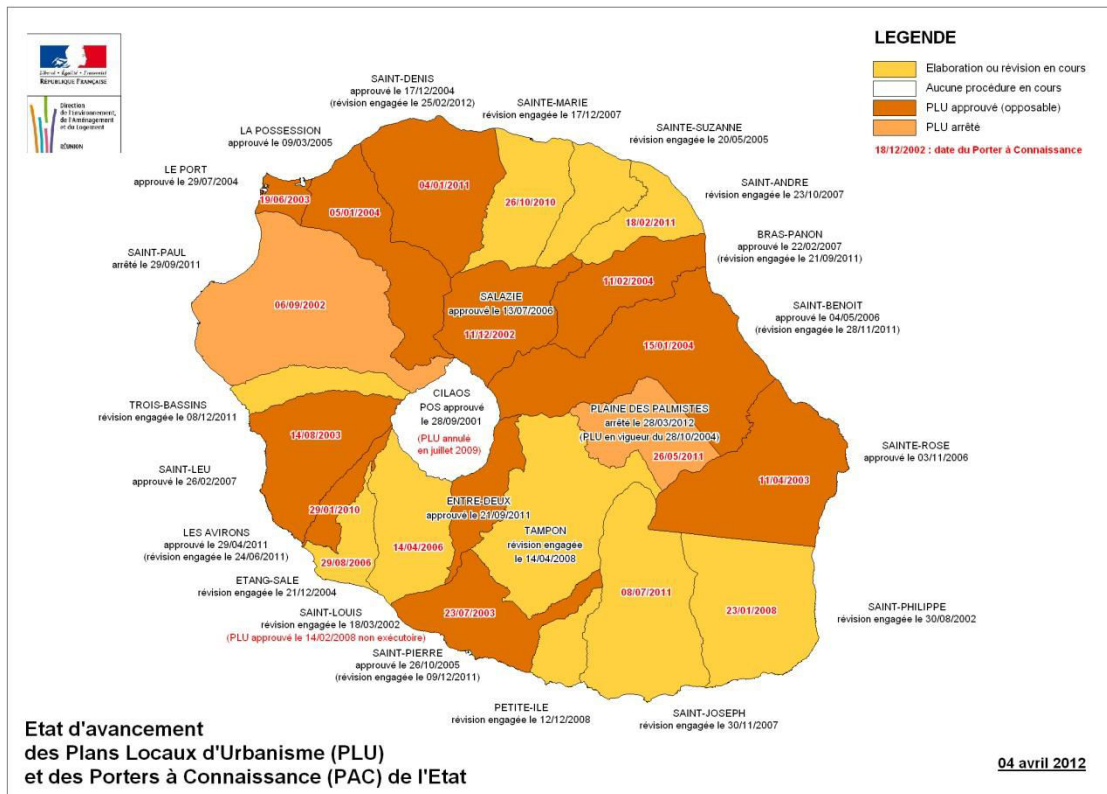 Liberté • Égalité • Fraternité
RÉPUBLIQUE FRANÇAISE
Direction
de l'Environnement,
de l'Aménagement
et du Logement
RÉUNION
LEGENDE
Elaboration ou révision en cours
Aucune procédure en cours
PLU approuvé (opposable)
PLU arrêté
18/12/2002 : date du Porter à Connaissance
SAINT-DENIS
approuvé le 17/12/2004
(révision engagée le 25/02/2012)
SAINTE-MARIE
révision engagée le 17/12/2007
SAINTE-SUZANNE
révision engagée le 20/05/2005
LA POSSESSION
approuvé le 09/03/2005
LE PORT
approuvé le 29/07/2004
SAINT-ANDRE
révision engagée le 23/10/2007
04/01/2011
19/06/2003
05/01/2004
26/10/2010
18/02/2011
BRAS-PANON
approuvé le 22/02/2007
(révision engagée le 21/09/2011)
SAINT-PAUL
arrêté le 29/09/2011
11/02/2004
06/09/2002
SALAZIE
approuvé le 13/07/2006
11/12/2002
SAINT-BENOIT
approuvé le 04/05/2006
(révision engagée le 28/11/2011)
15/01/2004
CILAOS
POS approuvé
le 28/09/2001
(PLU annulé
en juillet 2009)
TROIS-BASSINS
révision engagée le 08/12/2011
PLAINE DES PALMISTES
arrêté le 28/03/2012
(PLU en vigueur du 28/10/2004)
26/05/2011
14/08/2003
SAINTE-ROSE
approuvé le 03/11/2006
11/04/2003
SAINT-LEU
approuvé le 26/02/2007
29/01/2010
ENTRE-DEUX
approuvé le 21/09/2011
TAMPON
révision engagée
le 14/04/2008
LES AVIRONS
approuvé le 29/04/2011
(révision engagée le 24/06/2011)
29/08/2006
14/04/2006
ETANG-SALE
révision engagée le 21/12/2004
08/07/2011
23/01/2008
SAINT-LOUIS
révision engagée le 18/03/2002
(PLU approuvé le 14/02/2008 non exécutoire)
23/07/2003
SAINT-PHILIPPE
révision engagée le 30/08/2002
SAINT-PIERRE
approuvé le 26/10/2005
(révision engagée le 09/12/2011)
PETITE-ILE
révision engagée le 12/12/2008
SAINT-JOSEPH
révision engagée le 30/11/2007
Etat d'avancement
des Plans Locaux d'Urbanisme (PLU)
et des Porters à Connaissance (PAC) de l'Etat
04 avril 2012